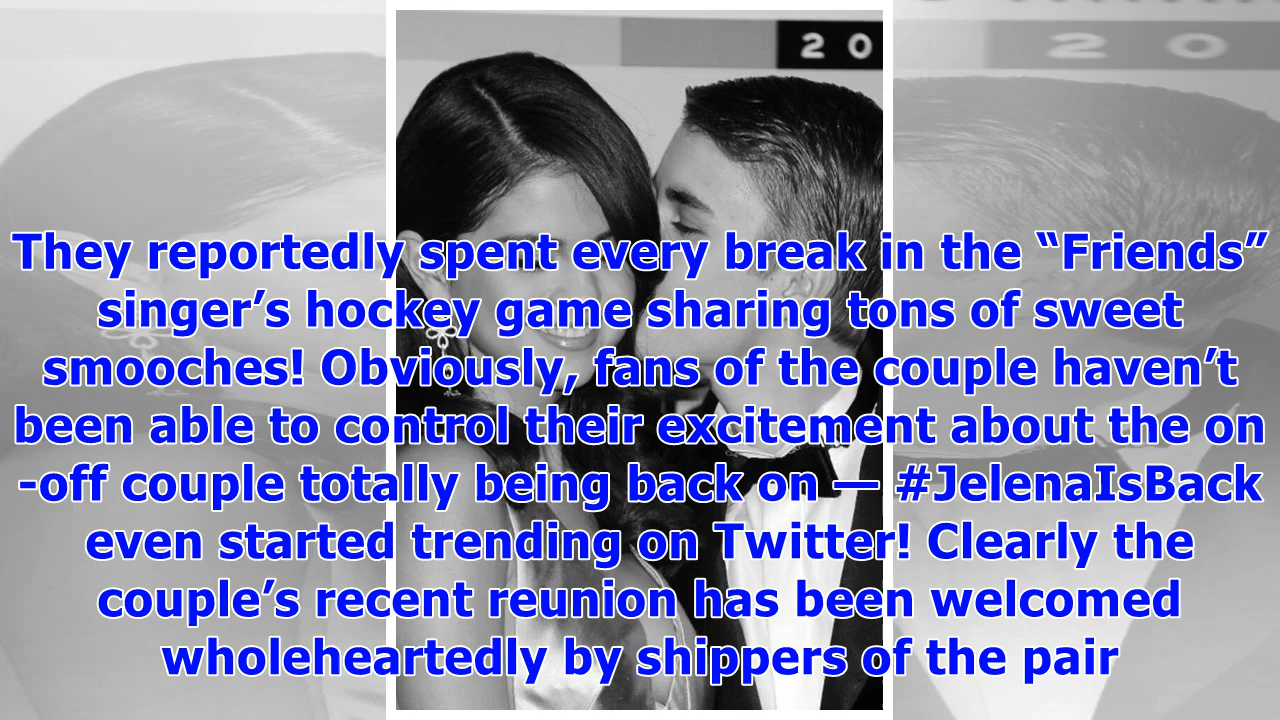 20
2 0
They reportedly spent every break in the “Friends”
singer’s hockey game sharing tons of sweet
smooches! Obviously, fans of the couple haven’t
been able to control their excitement about the on
-off couple totally being back on — #JelenaIsBack
even started trending on Twitter! Clearly the
couple’s recent reunion has been welcomed
wholeheartedly by shippers of the pair